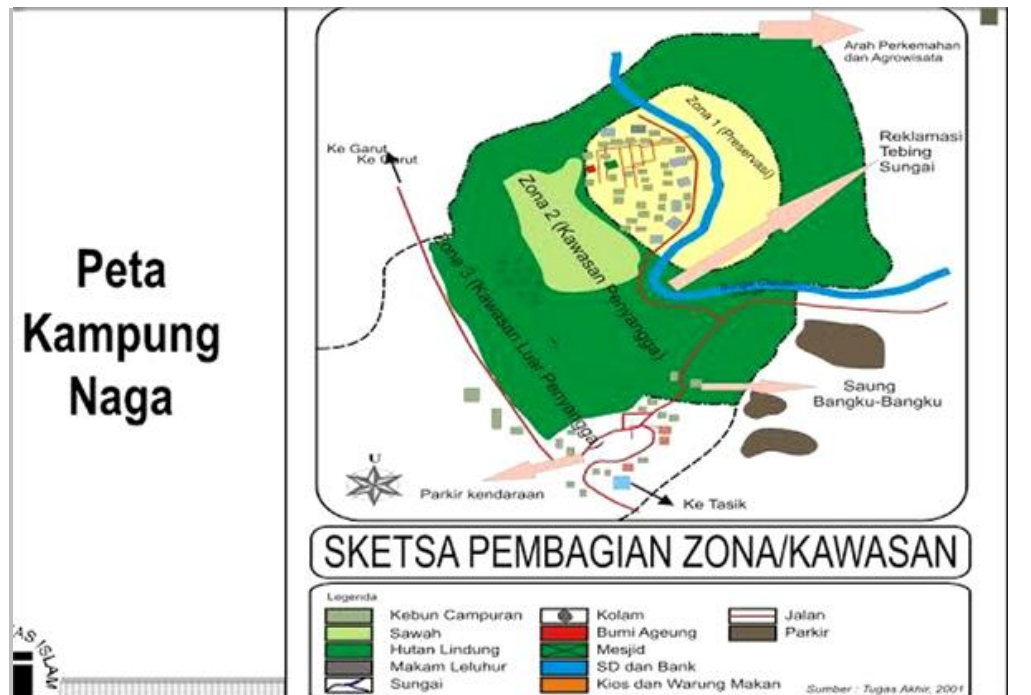 Peta
Kampung
Naga
Arah Perkemahan
dan Agrowisata
Zona 1 (Preservasi)
Reklamasi
Tebing
Sungai
Ke Garut
Ke Garut
Zona 2 (Kawasan Penyangga)
Zona 3 (Kawasan Luar Penyangga)
Saung
Bangku-Bangku
U
Parkir kendaraan
Ke Tasik
SKETSA PEMBAGIAN ZONA/KAWASAN
Legenda
Kebun Campuran
Sawah
Hutan Lindung
Makam Leluhur
Sungai
Kolam
Bumi Ageung
Mesjid
SD dan Bank
Kios dan Warung Makan
Jalan
Parkir
Sumber : Tugas Akhir, 2001
AS ISLAM